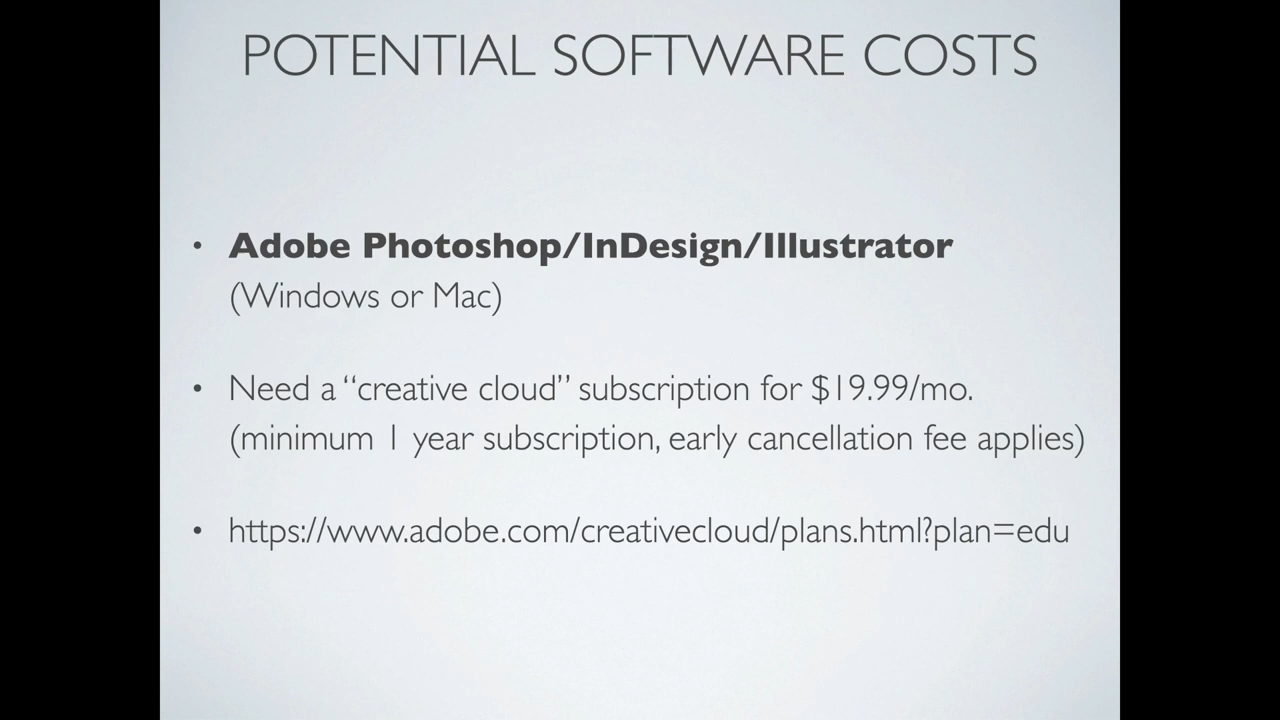 POTENTIAL SOFTWARE COSTS
• Adobe Photoshop/InDesign/Illustrator
(Windows or Mac)
• Need a “creative cloud” subscription for $19.99/mo.
(minimum 1 year subscription, early cancellation fee applies)
• https://www.adobe.com/creativecloud/plans.html?plan=edu